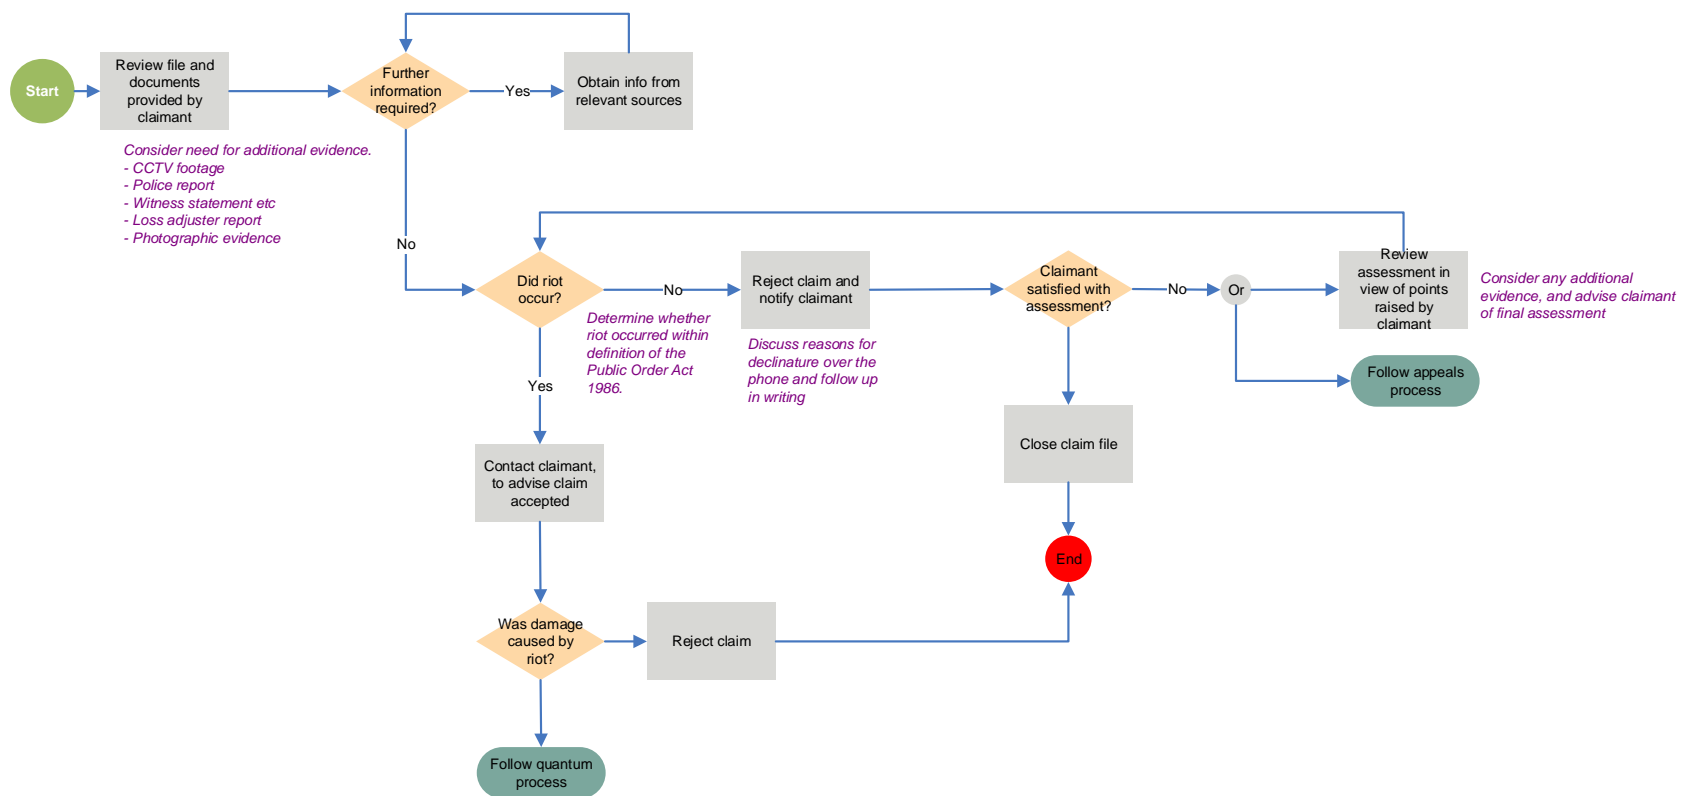 Start
Review file and
documents
provided by
claimant
Further
information
required?
Yes
Obtain info from
relevant sources
Consider need for additional evidence.
- CCTV footage
- Police report
- Witness statement etc
- Loss adjuster report
- Photographic evidence
No
Did riot
occur?
No
Reject claim and
notify claimant
Claimant
satisfied with
assessment?
No
Or
Review
assessment in
view of points
raised by
claimant
Consider any additional
evidence, and advise claimant
of final assessment
Determine whether
riot occurred within
definition of the
Public Order Act
1986.
Discuss reasons for
declinature over the
phone and follow up
in writing
Follow appeals
process
Yes
Contact claimant,
to advise claim
accepted
Close claim file
End
Was damage
caused by
riot?
Reject claim
Follow quantum
process